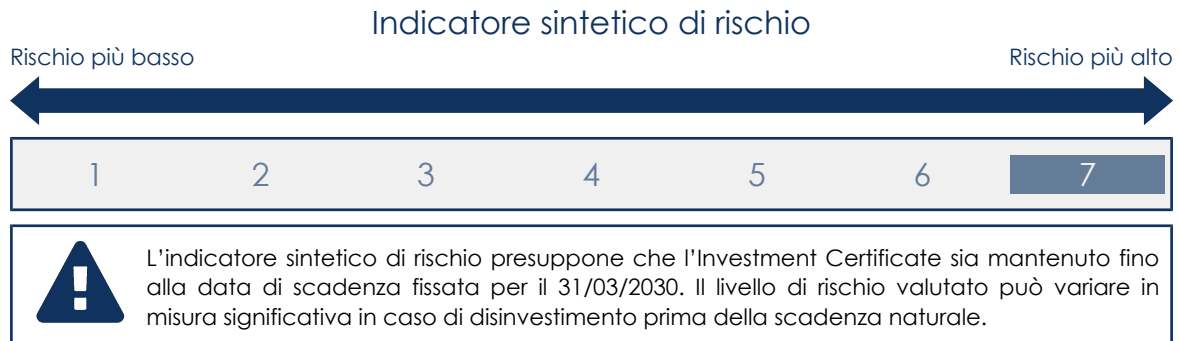 Indicatore sintetico di rischio
Rischio più basso
Rischio più alto
1 2 3 4 5 6 7
L’indicatore sintetico di rischio presuppone che l’Investment Certificate sia mantenuto fino
alla data di scadenza fissata per il 31/03/2030. Il livello di rischio valutato può variare in
misura significativa in caso di disinvestimento prima della scadenza naturale.